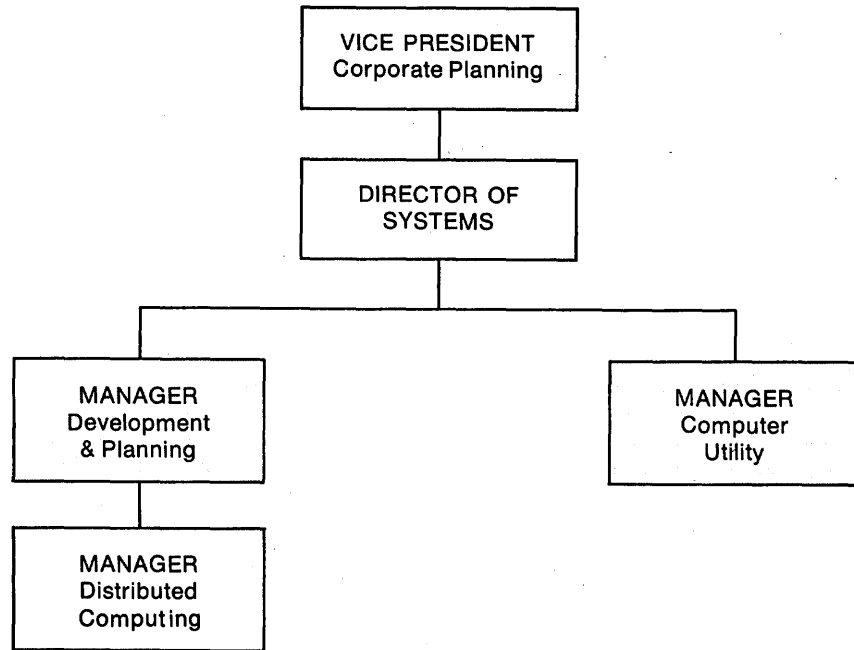 VICE PRESIDENT
Corporate Planning
DIRECTOR OF
SYSTEMS
MANAGER
Development
& Planning
MANAGER
Computer
Utility
MANAGER
Distributed
Computing